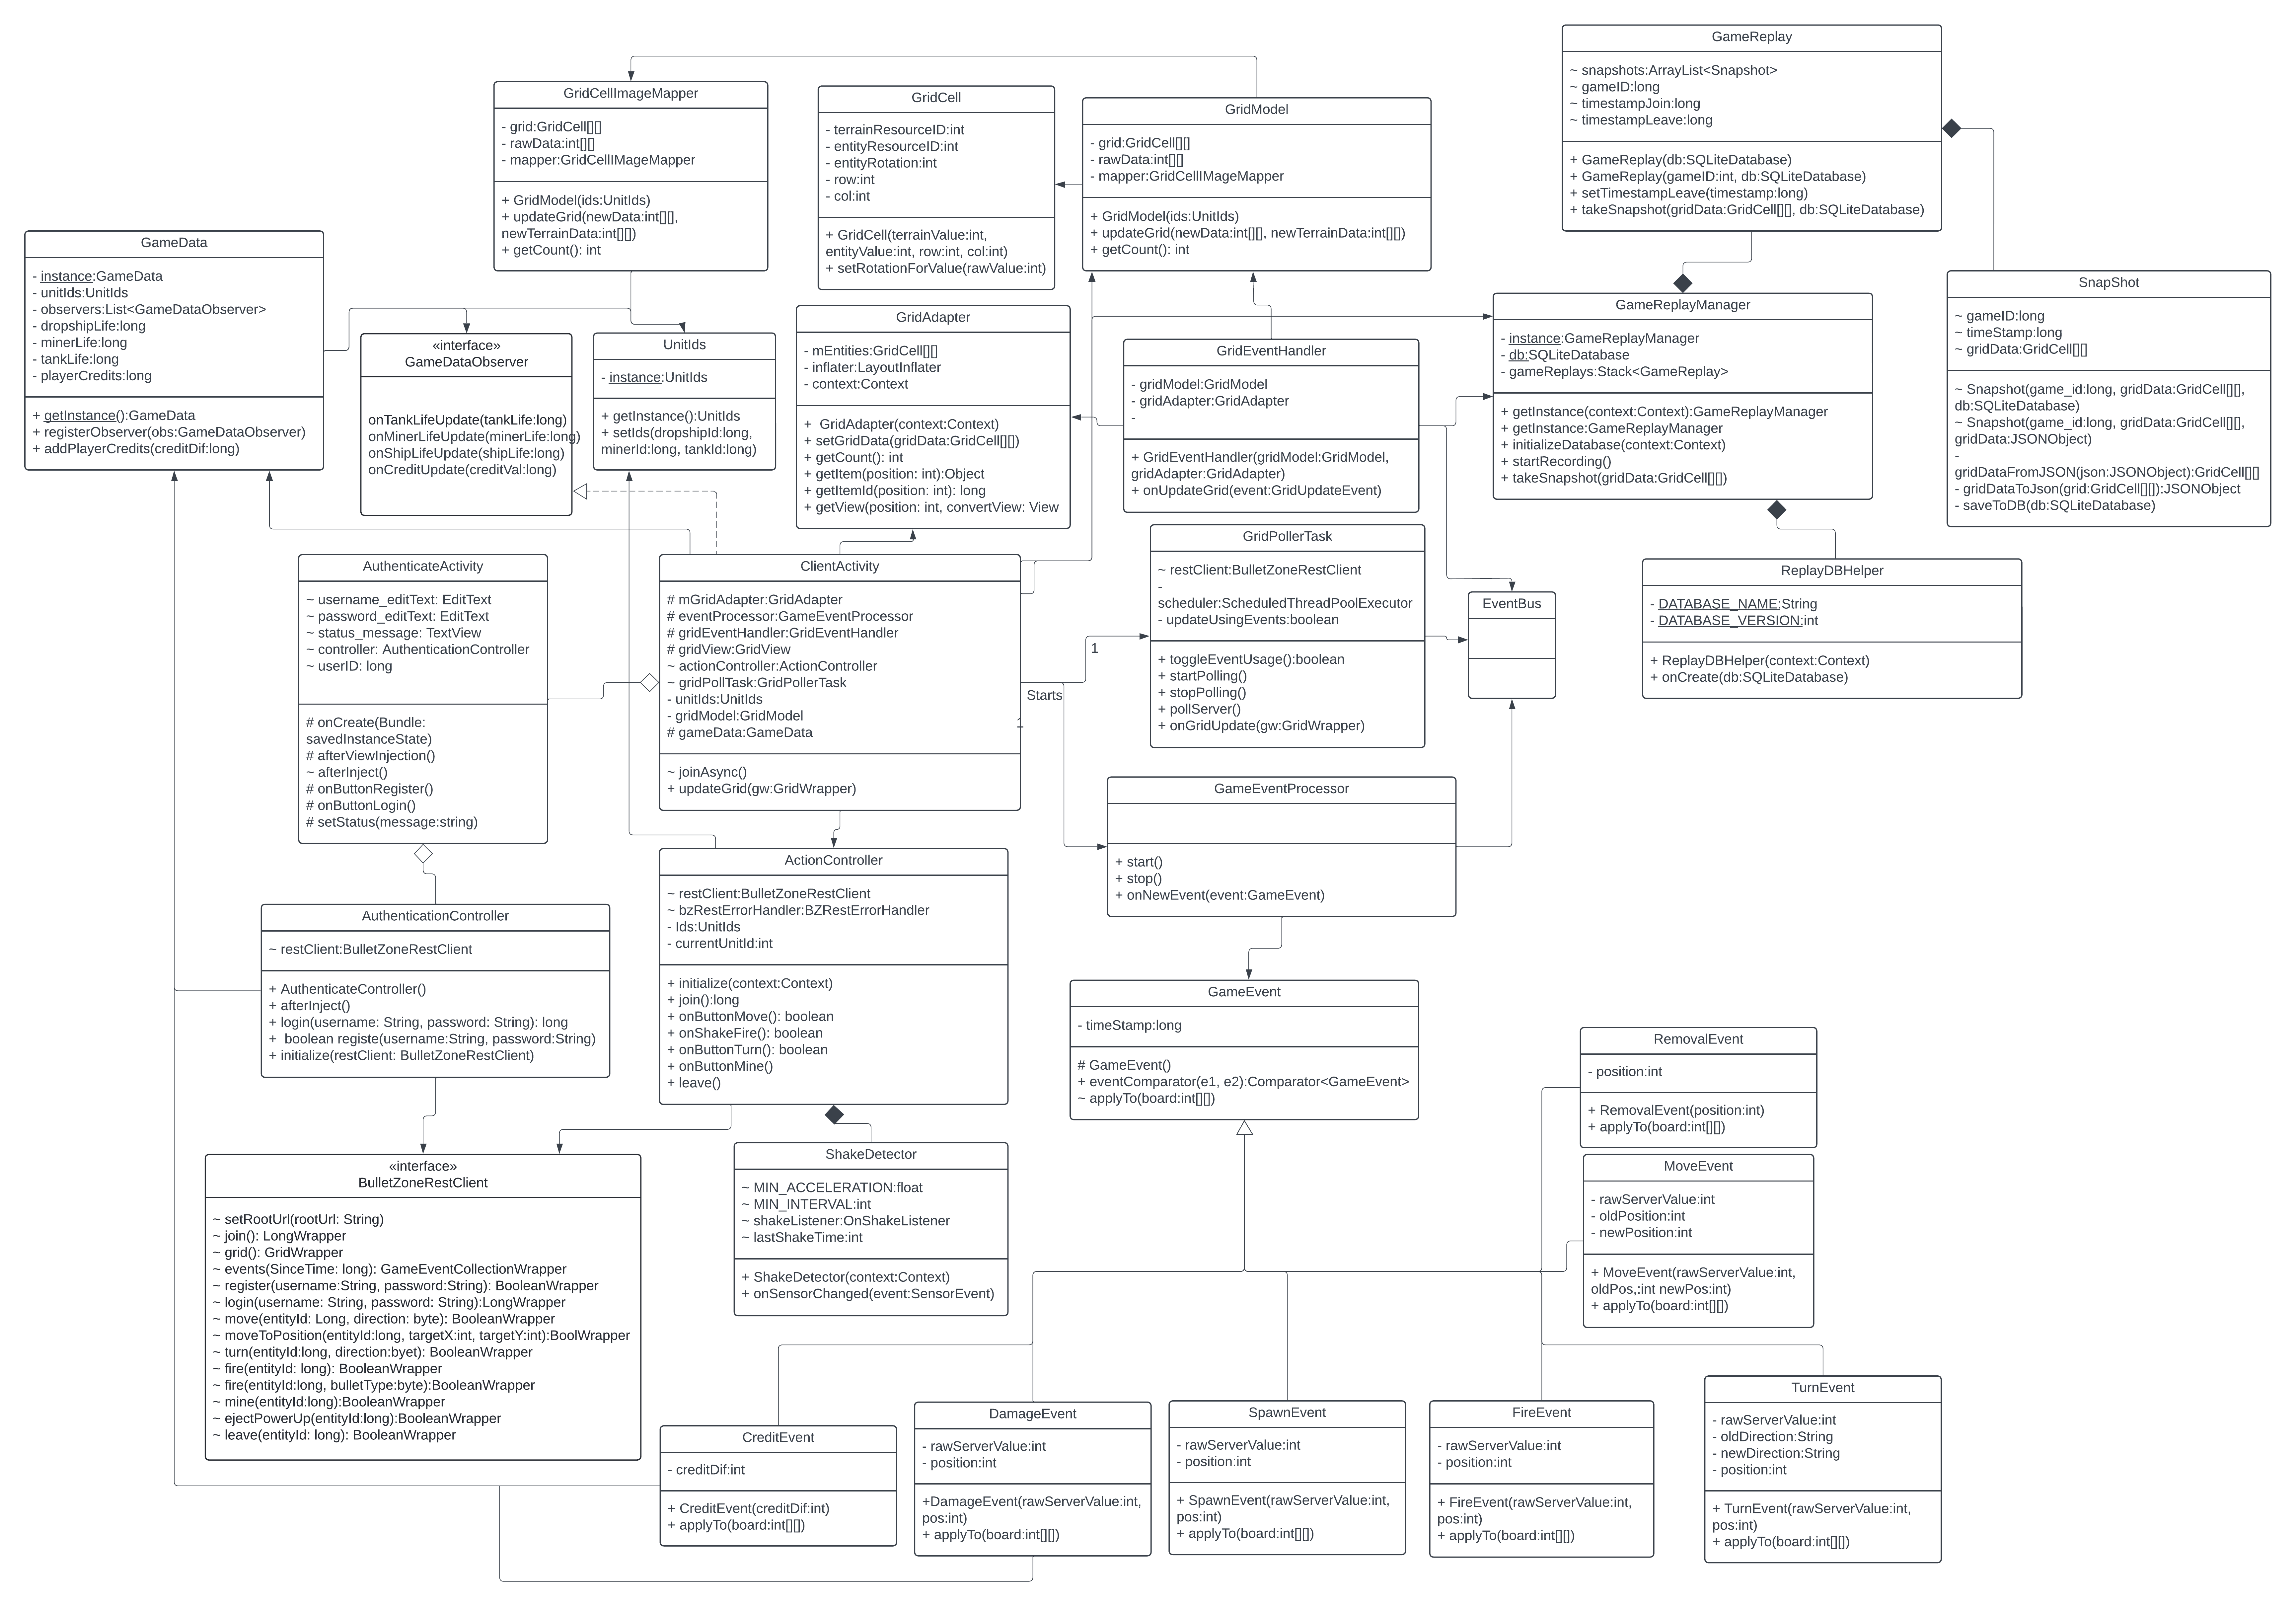 GameReplay
~ snapshots:ArrayList<Snapshot>
~ gameID:long
~ timestampJoin:long
~ timestampLeave:long
+ GameReplay(db:SQLiteDatabase)
+ GameReplay(gameID:int, db:SQLiteDatabase)
+ setTimestampLeave(timestamp:long)
+ takeSnapshot(gridData:GridCell[][], db:SQLiteDatabase)
GridCellImageMapper
- grid:GridCell[][]
- rawData:int[][]
- mapper:GridCellIMageMapper
+ GridModel(ids:UnitIds)
+ updateGrid(newData:int[][],
newTerrainData:int[][])
+ getCount(): int
GridCell
- terrainResourceID:int
- entityResourceID:int
- entityRotation:int
- row:int
- col:int
+ GridCell(terrainValue:int,
entityValue:int, row:int, col:int)
+ setRotationForValue(rawValue:int)
GridModel
- grid:GridCell[][]
- rawData:int[][]
- mapper:GridCellIMageMapper
+ GridModel(ids:UnitIds)
+ updateGrid(newData:int[][], newTerrainData:int[][])
+ getCount(): int
GameData
- instance:GameData
- unitIds:UnitIds
- observers:List<GameDataObserver>
- dropshipLife:long
- minerLife:long
- tankLife:long
- playerCredits:long
+ getInstance():GameData
+ registerObserver(obs:GameDataObserver)
+ addPlayerCredits(creditDif:long)
«interface»
GameDataObserver
onTankLifeUpdate(tankLife:long)
onMinerLifeUpdate(minerLife:long)
onShipLifeUpdate(shipLife:long)
onCreditUpdate(creditVal:long)
UnitIds
- instance:UnitIds
+ getInstance():UnitIds
+ setIds(dropshipId:long,
minerId:long, tankId:long)
GridAdapter
- mEntities:GridCell[][]
- inflater:LayoutInflater
- context:Context
+  GridAdapter(context:Context)
+ setGridData(gridData:GridCell[][])
+ getCount(): int
+ getItem(position: int):Object
+ getItemId(position: int): long
+ getView(position: int, convertView: View
GridEventHandler
- gridModel:GridModel
- gridAdapter:GridAdapter
-
+ GridEventHandler(gridModel:GridModel,
gridAdapter:GridAdapter)
+ onUpdateGrid(event:GridUpdateEvent)
GameReplayManager
- instance:GameReplayManager
- db:SQLiteDatabase
- gameReplays:Stack<GameReplay>
+ getInstance(context:Context):GameReplayManager
+ getInstance:GameReplayManager
+ initializeDatabase(context:Context)
+ startRecording()
+ takeSnapshot(gridData:GridCell[][])
SnapShot
~ gameID:long
~ timeStamp:long
~ gridData:GridCell[][]
~ Snapshot(game_id:long, gridData:GridCell[][],
db:SQLiteDatabase)
~ Snapshot(game_id:long, gridData:GridCell[][],
gridData:JSONObject)
-
gridDataFromJSON(json:JSONObject):GridCell[][]
- gridDataToJson(grid:GridCell[][]):JSONObject
- saveToDB(db:SQLiteDatabase)
AuthenticateActivity
~ username_editText: EditText
~ password_editText: EditText
~ status_message: TextView
~ controller: AuthenticationController
~ userID: long
# onCreate(Bundle:
savedInstanceState)
# afterViewInjection()
~ afterInject()
# onButtonRegister()
# onButtonLogin()
# setStatus(message:string)
ClientActivity
# mGridAdapter:GridAdapter
# eventProcessor:GameEventProcessor
# gridEventHandler:GridEventHandler
# gridView:GridView
~ actionController:ActionController
~ gridPollTask:GridPollerTask
- unitIds:UnitIds
- gridModel:GridModel
# gameData:GameData
~ joinAsync()
+ updateGrid(gw:GridWrapper)
1
Starts
1
GridPollerTask
~ restClient:BulletZoneRestClient
-
scheduler:ScheduledThreadPoolExecutor
- updateUsingEvents:boolean
+ toggleEventUsage():boolean
+ startPolling()
+ stopPolling()
+ pollServer()
+ onGridUpdate(gw:GridWrapper)
EventBus
ReplayDBHelper
- DATABASE_NAME:String
- DATABASE_VERSION:int
+ ReplayDBHelper(context:Context)
+ onCreate(db:SQLiteDatabase)
GameEventProcessor
+ start()
+ stop()
+ onNewEvent(event:GameEvent)
AuthenticationController
~ restClient:BulletZoneRestClient
+ AuthenticateController()
+ afterInject()
+ login(username: String, password: String): long
+  boolean registe(username:String, password:String)
+ initialize(restClient: BulletZoneRestClient)
ActionController
~ restClient:BulletZoneRestClient
~ bzRestErrorHandler:BZRestErrorHandler
- Ids:UnitIds
- currentUnitId:int
+ initialize(context:Context)
+ join():long
+ onButtonMove(): boolean
+ onShakeFire(): boolean
+ onButtonTurn(): boolean
+ onButtonMine()
+ leave()
GameEvent
- timeStamp:long
# GameEvent()
+ eventComparator(e1, e2):Comparator<GameEvent>
~ applyTo(board:int[][])
RemovalEvent
- position:int
+ RemovalEvent(position:int)
+ applyTo(board:int[][])
MoveEvent
- rawServerValue:int
- oldPosition:int
- newPosition:int
+ MoveEvent(rawServerValue:int,
oldPos,:int newPos:int)
+ applyTo(board:int[][])
«interface»
BulletZoneRestClient
~ setRootUrl(rootUrl: String)
~ join(): LongWrapper
~ grid(): GridWrapper
~ events(SinceTime: long): GameEventCollectionWrapper
~ register(username:String, password:String): BooleanWrapper
~ login(username: String, password: String):LongWrapper
~ move(entityId: Long, direction: byte): BooleanWrapper
~ moveToPosition(entityId:long, targetX:int, targetY:int):BoolWrapper
~ turn(entityId:long, direction:byet): BooleanWrapper
~ fire(entityId: long): BooleanWrapper
~ fire(entityId:long, bulletType:byte):BooleanWrapper
~ mine(entityId:long):BooleanWrapper
~ ejectPowerUp(entityId:long):BooleanWrapper
~ leave(entityId: long): BooleanWrapper
ShakeDetector
~ MIN_ACCELERATION:float
~ MIN_INTERVAL:int
~ shakeListener:OnShakeListener
~ lastShakeTime:int
+ ShakeDetector(context:Context)
+ onSensorChanged(event:SensorEvent)
CreditEvent
- creditDif:int
+ CreditEvent(creditDif:int)
+ applyTo(board:int[][])
DamageEvent
- rawServerValue:int
- position:int
+DamageEvent(rawServerValue:int,
pos:int)
+ applyTo(board:int[][])
SpawnEvent
- rawServerValue:int
- position:int
+ SpawnEvent(rawServerValue:int,
pos:int)
+ applyTo(board:int[][])
FireEvent
- rawServerValue:int
- position:int
+ FireEvent(rawServerValue:int,
pos:int)
+ applyTo(board:int[][])
TurnEvent
- rawServerValue:int
- oldDirection:String
- newDirection:String
- position:int
+ TurnEvent(rawServerValue:int,
pos:int)
+ applyTo(board:int[][])